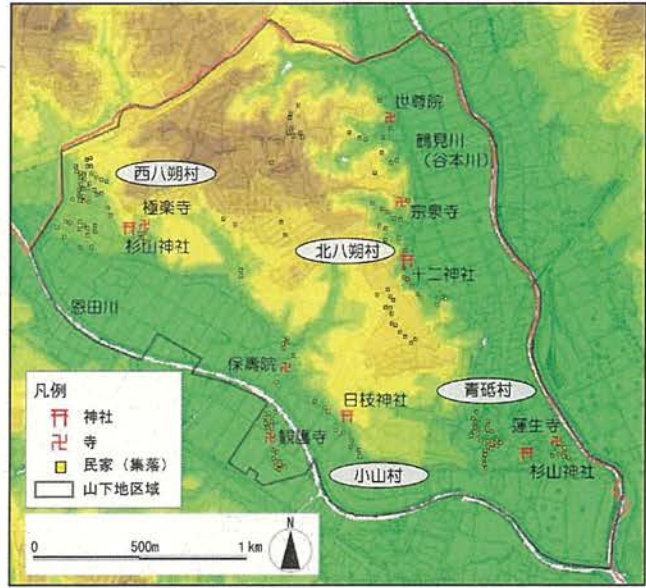 世尊院
鶴見川
(谷本川)
西八朔村
極楽寺
宗泉寺
杉山神社
北八朔村
十二神社
恩田川
保壽院
凡例
神社
寺
民家(集落)
山下地区域
日枝神社
青砥村
観護寺
蓮生寺
小山村
杉山神社
N
0 500m 1 km